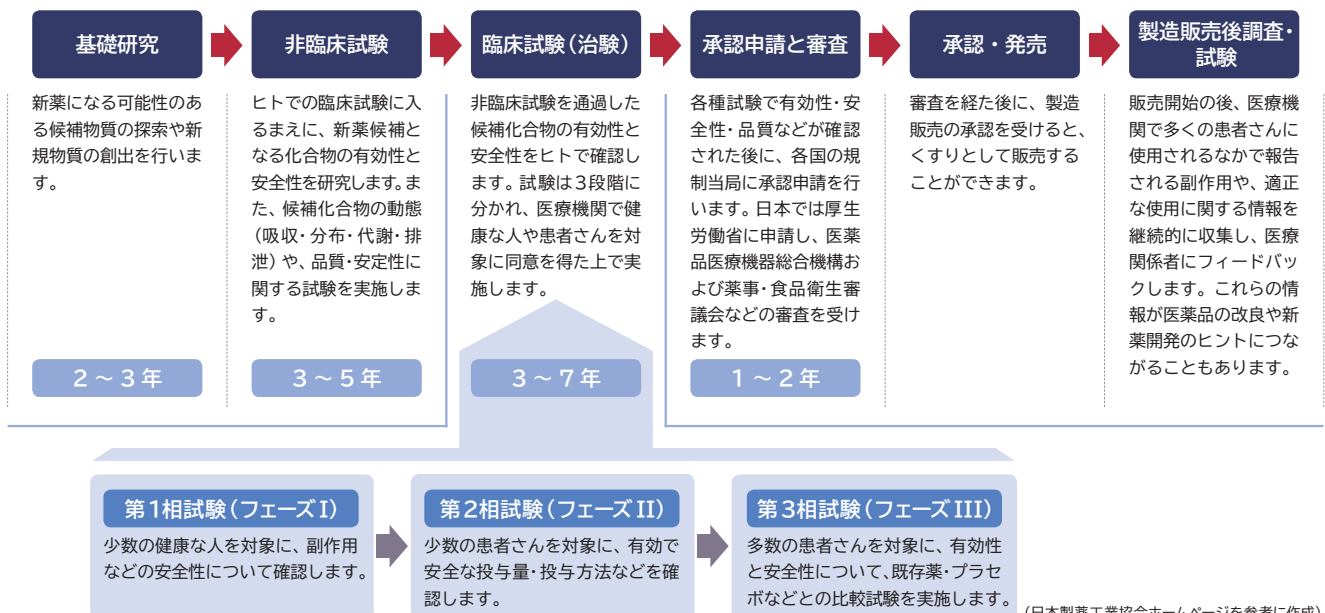 基礎研究
新薬になる可能性のあ
る候補物質の探索や新
規物質の創出を行いま
す。
2～3年
非臨床試験
ヒトでの臨床試験に入
るまえに、新薬候補と
なる化合物の有効性と
安全性を研究します。ま
た、候補化合物の動態
（吸収・分布・代謝・排
泄）や、品質・安定性に
関する試験を実施しま
す。
3～5年
臨床試験（治験）
非臨床試験を通過した
候補化合物の有効性と
安全性をヒトで確認し
ます。試験は3段階に
分かれ、医療機関で健
康な人や患者さんを対
象に同意を得た上で実
施します。
3～7年
承認申請と審査
各種試験で有効性・安
全性・品質などが確認
された後に、各国の規
制当局に承認申請を行
います。日本では厚生
労働省に申請し、医薬
品医療機器総合機構お
よび薬事・食品衛生審
議会などの審査を受け
ます。
1～2年
承認・発売
審査を経た後に、製造
販売の承認を受けると、
くすりとして販売する
ことができます。
製造販売後調査・
試験
販売開始の後、医療機
関で多くの患者さんに
使用されるなかで報告
される副作用や、適正
な使用に関する情報を
継続的に収集し、医療
関係者にフィードバッ
クします。これらの情
報が医薬品の改良や新
薬開発のヒントにつな
がることもあります。
第1相試験（フェーズI）
少数の健康な人を対象に、副作用
などの安全性について確認します。
第2相試験（フェーズII）
少数の患者さんを対象に、有効で
安全な投与量・投与方法などを確
認します。
第3相試験（フェーズIII）
多数の患者さんを対象に、有効性
と安全性について、既存薬・プラセ
ボなどとの比較試験を実施します。
（日本製薬工業協会ホームページを参考に作成）